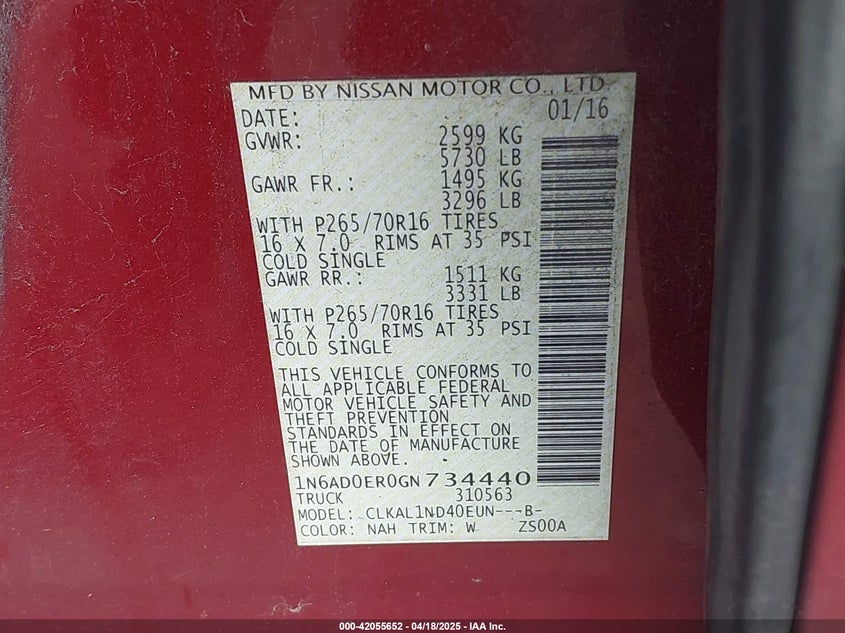 MFD BY NISSAN MOTOR CO., LTD.
DATE: 01/16
GVWR: 2599 KG
5730 LB
GAWR FR.: 1495 KG
3296 LB
WITH P265/70R16 TIRES
16 X 7.0 RIMS AT 35 PSI
COLD SINGLE
GAWR RR.: 1511 KG
3331 LB
WITH P265/70R16 TIRES
16 X 7.0 RIMS AT 35 PSI
COLD SINGLE
THIS VEHICLE CONFORMS TO
ALL APPLICABLE FEDERAL
MOTOR VEHICLE SAFETY AND
THEFT PREVENTION
STANDARDS IN EFFECT ON
THE DATE OF MANUFACTURE
SHOWN ABOVE.
1N6AD0ER0GN734440
TRUCK 310563
MODEL: CLKAL1ND40EUN---B-
COLOR: NAH TRIM: W ZS00A
000-42055652 - 04/18/2025 - IAA Inc.